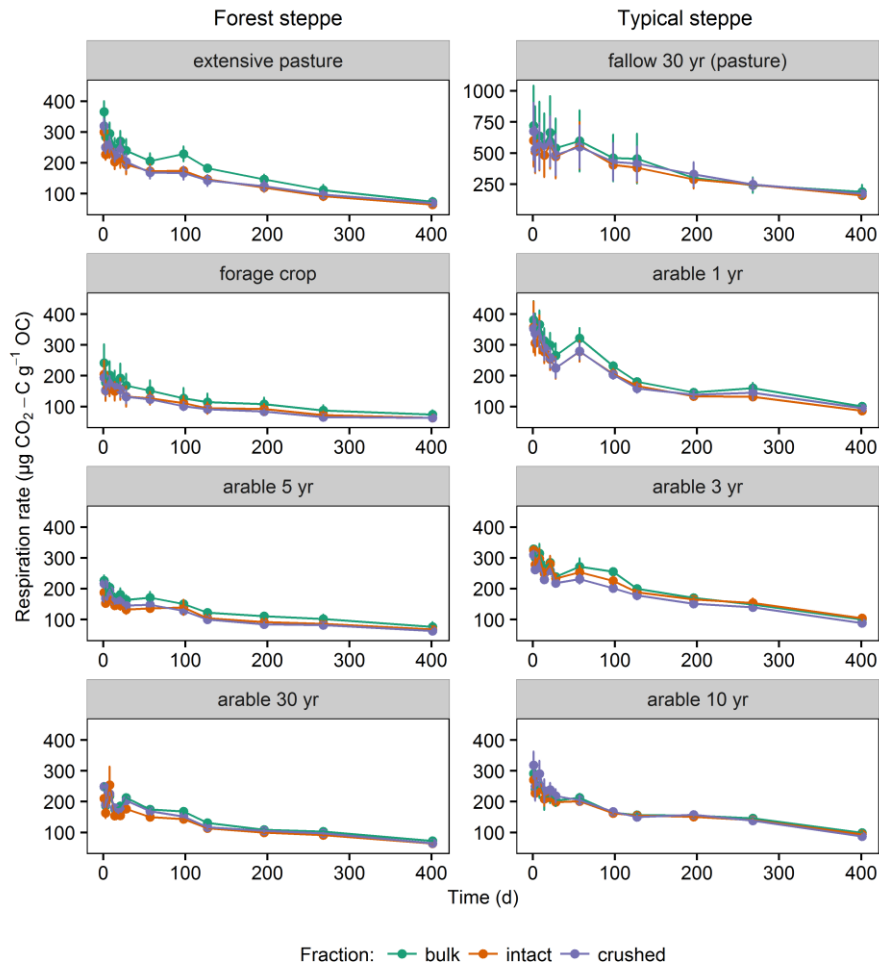 Forest steppe
Typical steppe
extensive pasture
fallow 30 yr (pasture)
400
300
200
100
1000
750
500
250
0 100 200 300 400
0 100 200 300 400
forage crop
arable 1 yr
400
300
200
100
400
300
200
100
0 100 200 300 400
0 100 200 300 400
arable 5 yr
arable 3 yr
400
300
200
100
400
300
200
100
0 100 200 300 400
0 100 200 300 400
arable 30 yr
arable 10 yr
400
300
200
100
400
300
200
100
0 100 200 300 400
0 100 200 300 400
Respiration rate (µg CO₂ – C g⁻¹ OC)
Time (d)
Fraction: bulk intact crushed